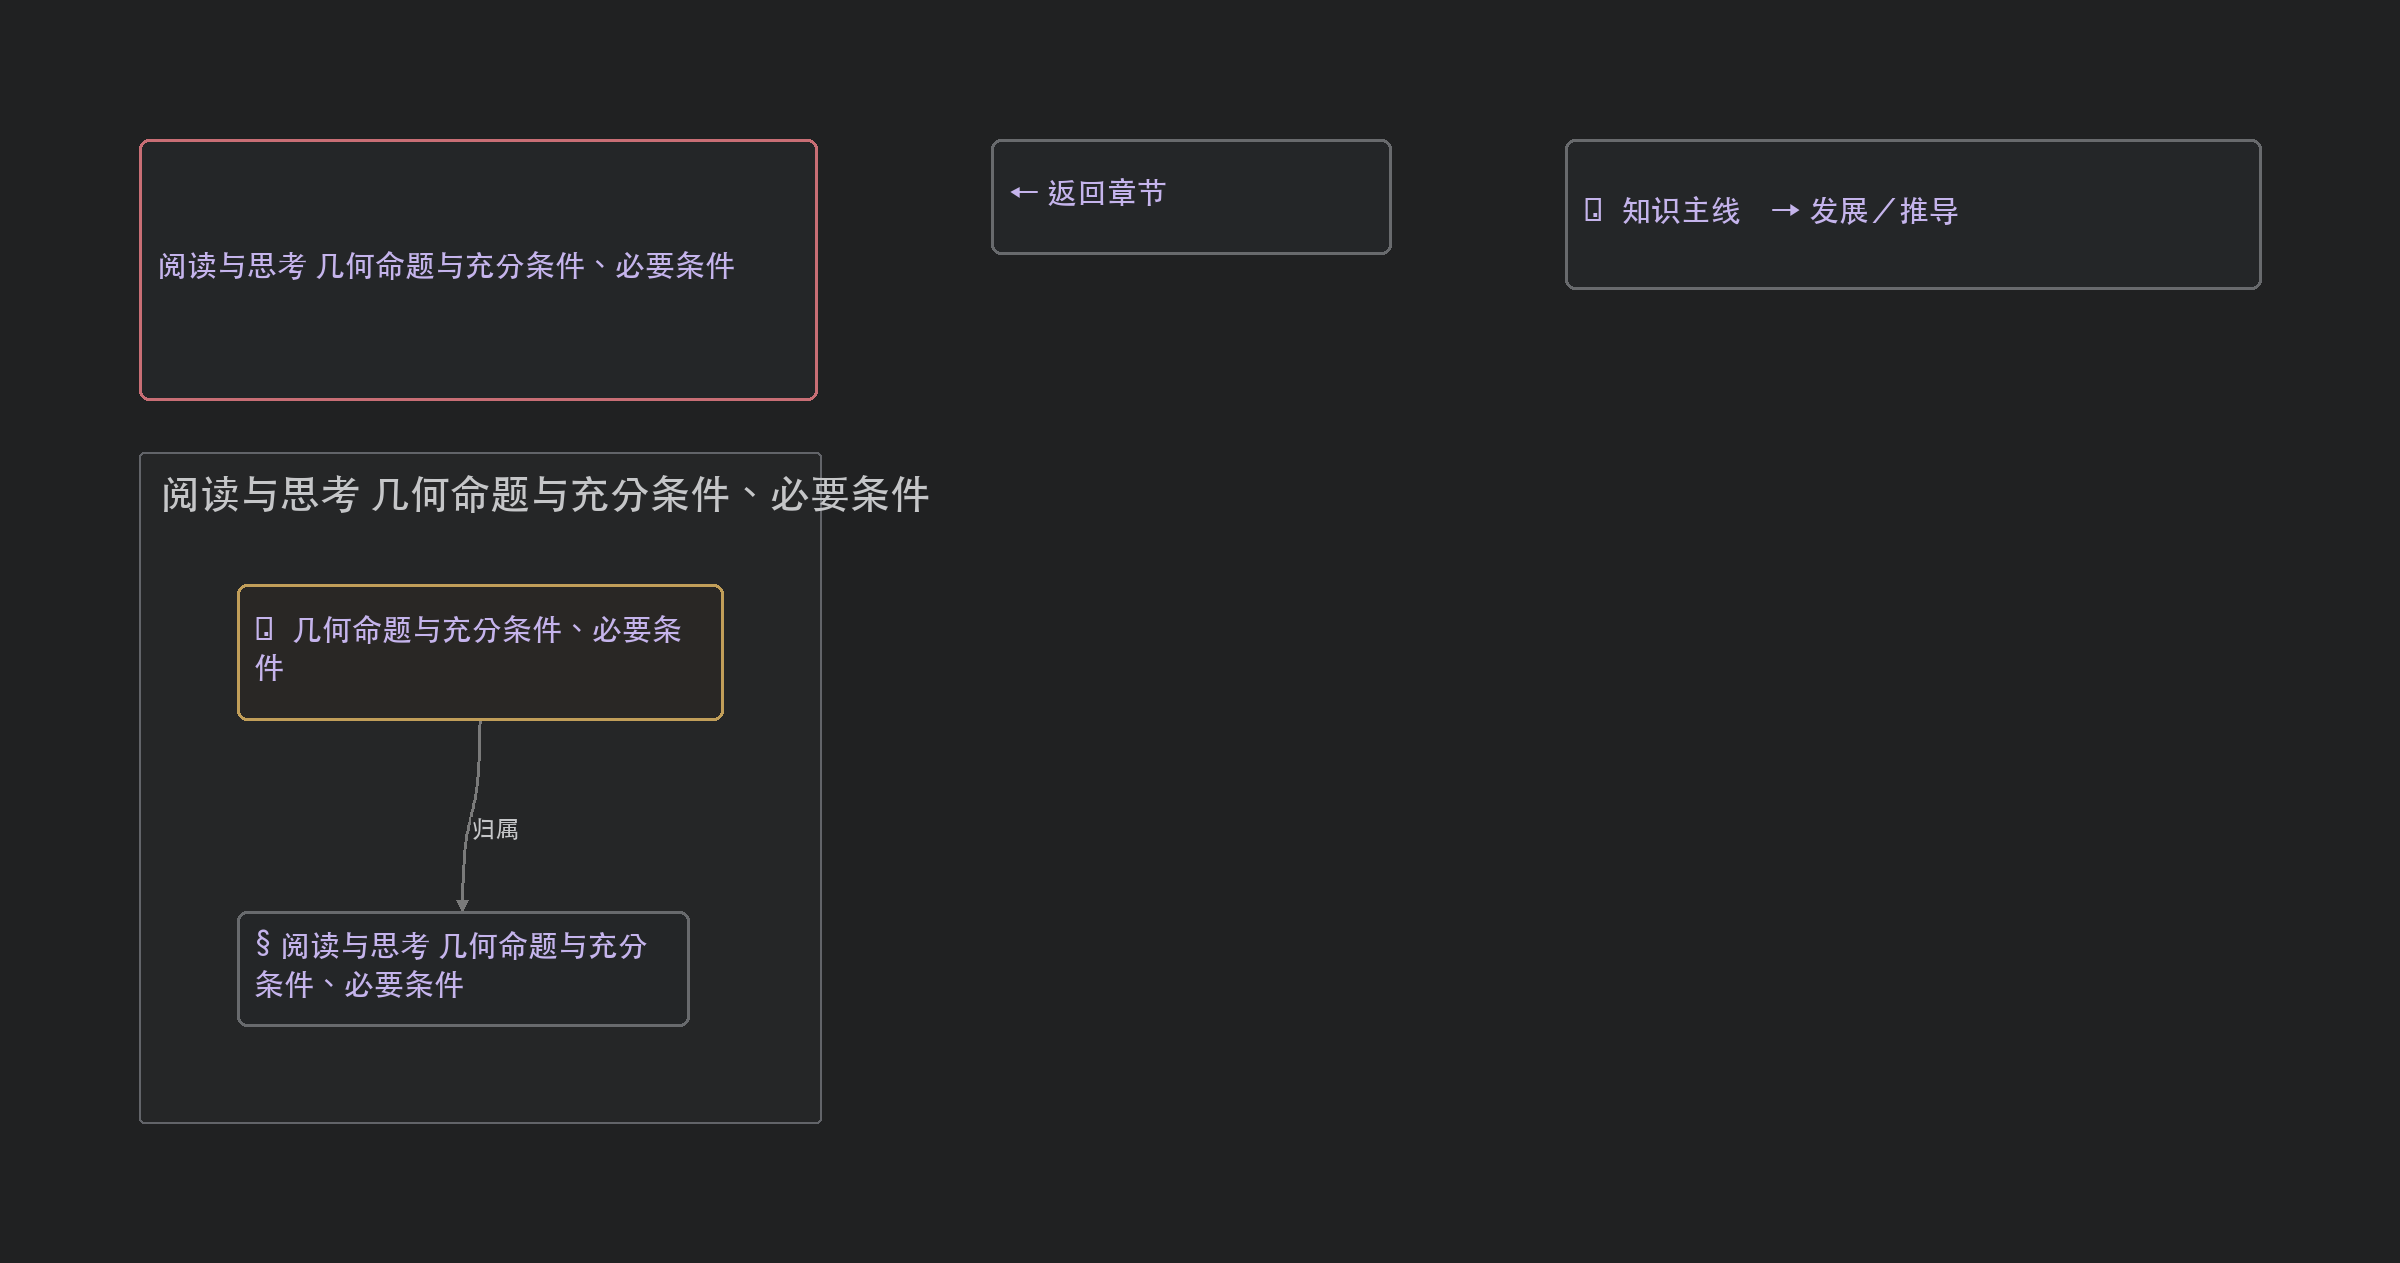 阅读与思考 几何命题与充分条件、必要条件
← 返回章节
知识主线 → 发展／推导
阅读与思考 几何命题与充分条件、必要条件
几何命题与充分条件、必要条
件
归属
§ 阅读与思考 几何命题与充分
条件、必要条件